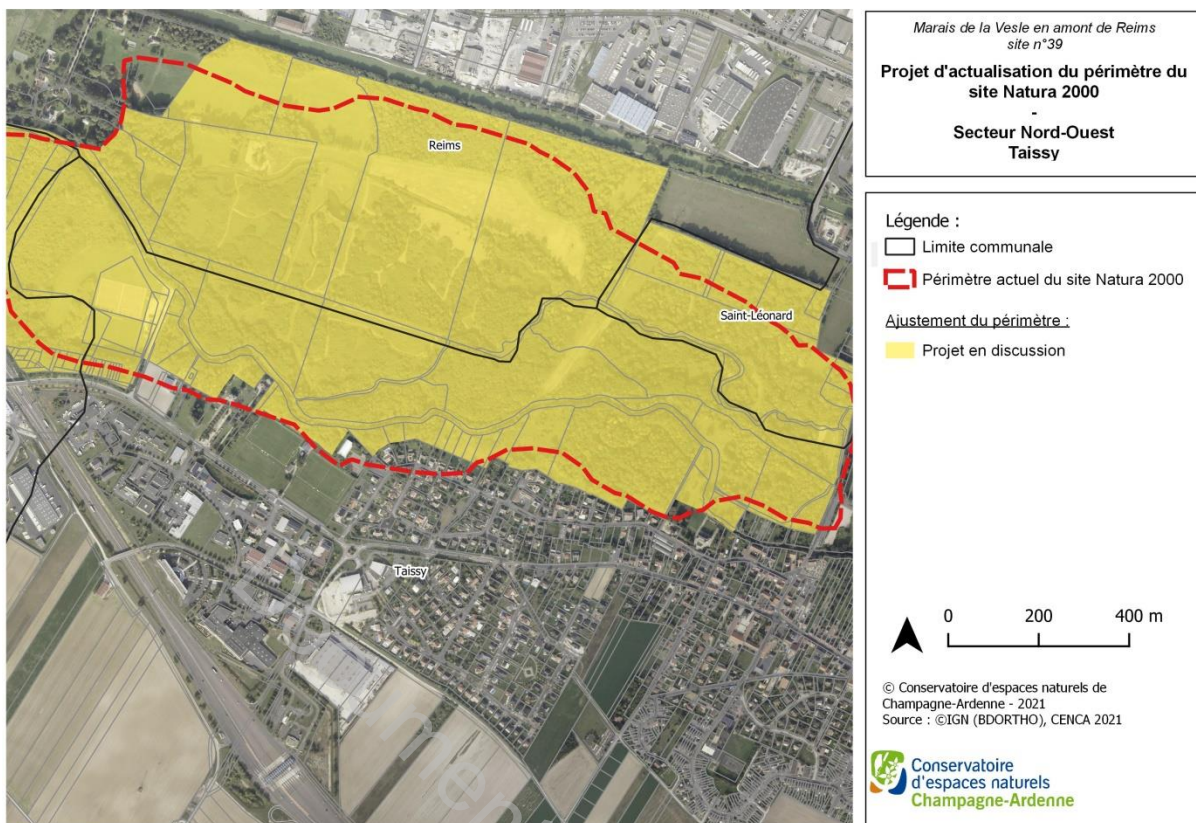 Marais de la Vesle en amont de Reims
site n°39
Projet d'actualisation du périmètre du
site Natura 2000
-
Secteur Nord-Ouest
Taissy
Légende :
Limite communale
Périmètre actuel du site Natura 2000
Ajustement du périmètre :
Projet en discussion
0 200 400 m
© Conservatoire d'espaces naturels de
Champagne-Ardenne - 2021
Source : ©IGN (BDORTHO), CENCA 2021
Conservatoire
d'espaces naturels
Champagne-Ardenne
Reims
Saint-Léonard
Taissy